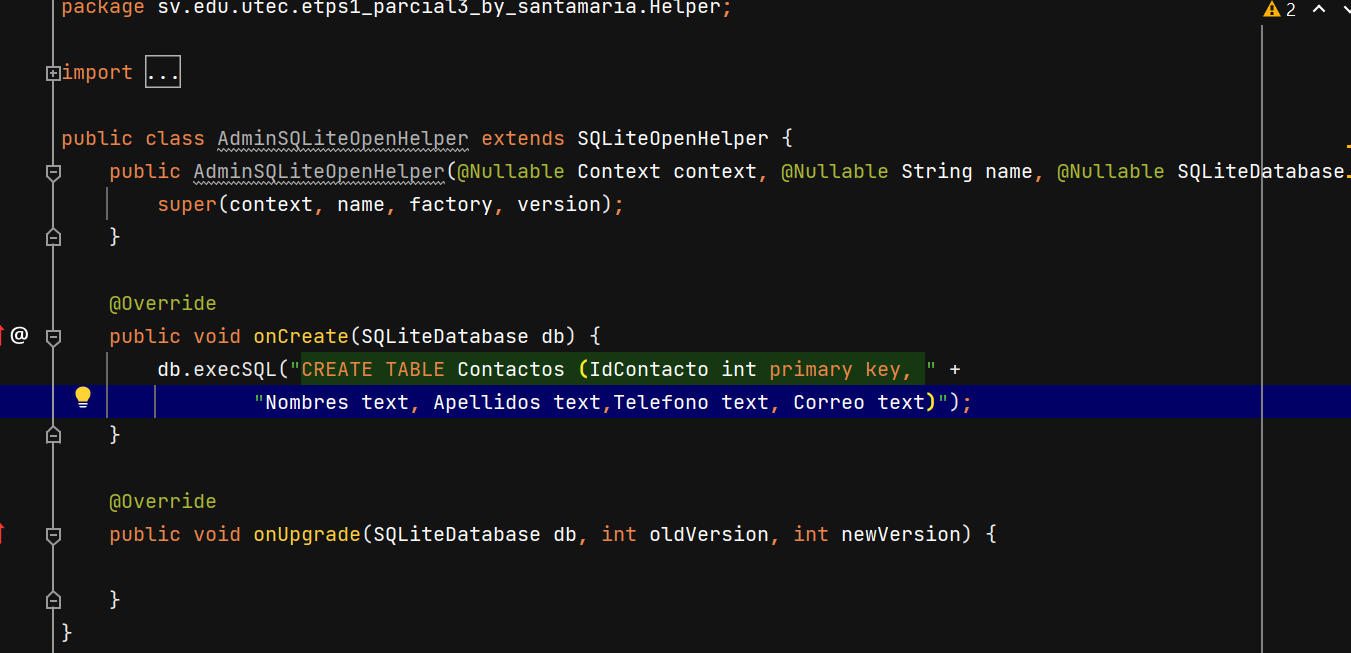 package sv.edu.utec.etps1_parcial3_by_santamaria.Helper;
2
import ...
public class AdminSQLiteOpenHelper extends SQLiteOpenHelper {
public AdminSQLiteOpenHelper(@Nullable Context context, @Nullable String name, @Nullable SQLiteDatabase.
super(context, name, factory, version);
}
@Override
@
public void onCreate(SQLiteDatabase db) {
db.execSQL("CREATE TABLE Contactos (IdContacto int primary key, " +
"Nombres text, Apellidos text,Telefono text, Correo text)");
}
@Override
public void onUpgrade(SQLiteDatabase db, int oldVersion, int newVersion) {
}
}